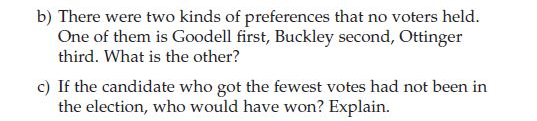 b) There were two kinds of preferences that no voters held.
One of them is Goodell first, Buckley second, Ottinger
third. What is the other?
c) If the candidate who got the fewest votes had not been in
the election, who would have won? Explain.